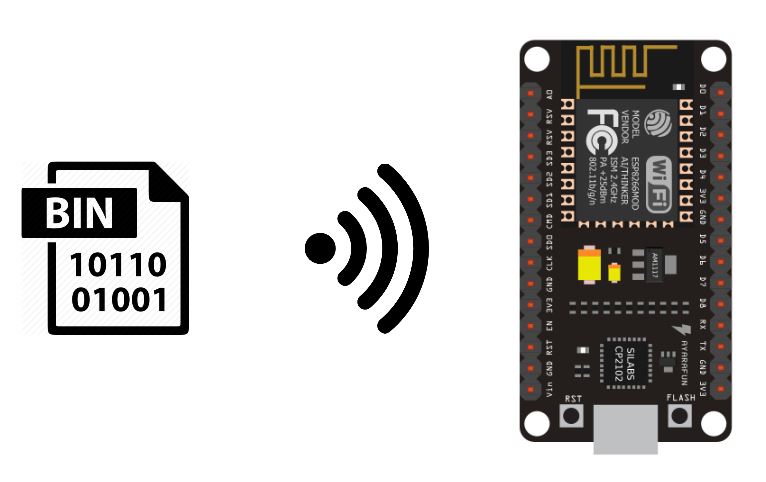 BIN
10110
01001
A0
RSV
RSV
SD3
SD2
SD1
CMD
SD0
CLK
GND
3V3
EN
RST
GND
Vin
MODEL ESP8266MOD
VENDOR AI/THINKER
ISM 2.4GHz
PA +25dBm
802.11b/g/n
FC
WiFi
AM1117
SILABS
CP2102
AYARAFUN
D0
D1
D2
D3
D4
3V3
GND
D5
D6
D7
D8
RX
TX
GND
3V3
RST
FLASH